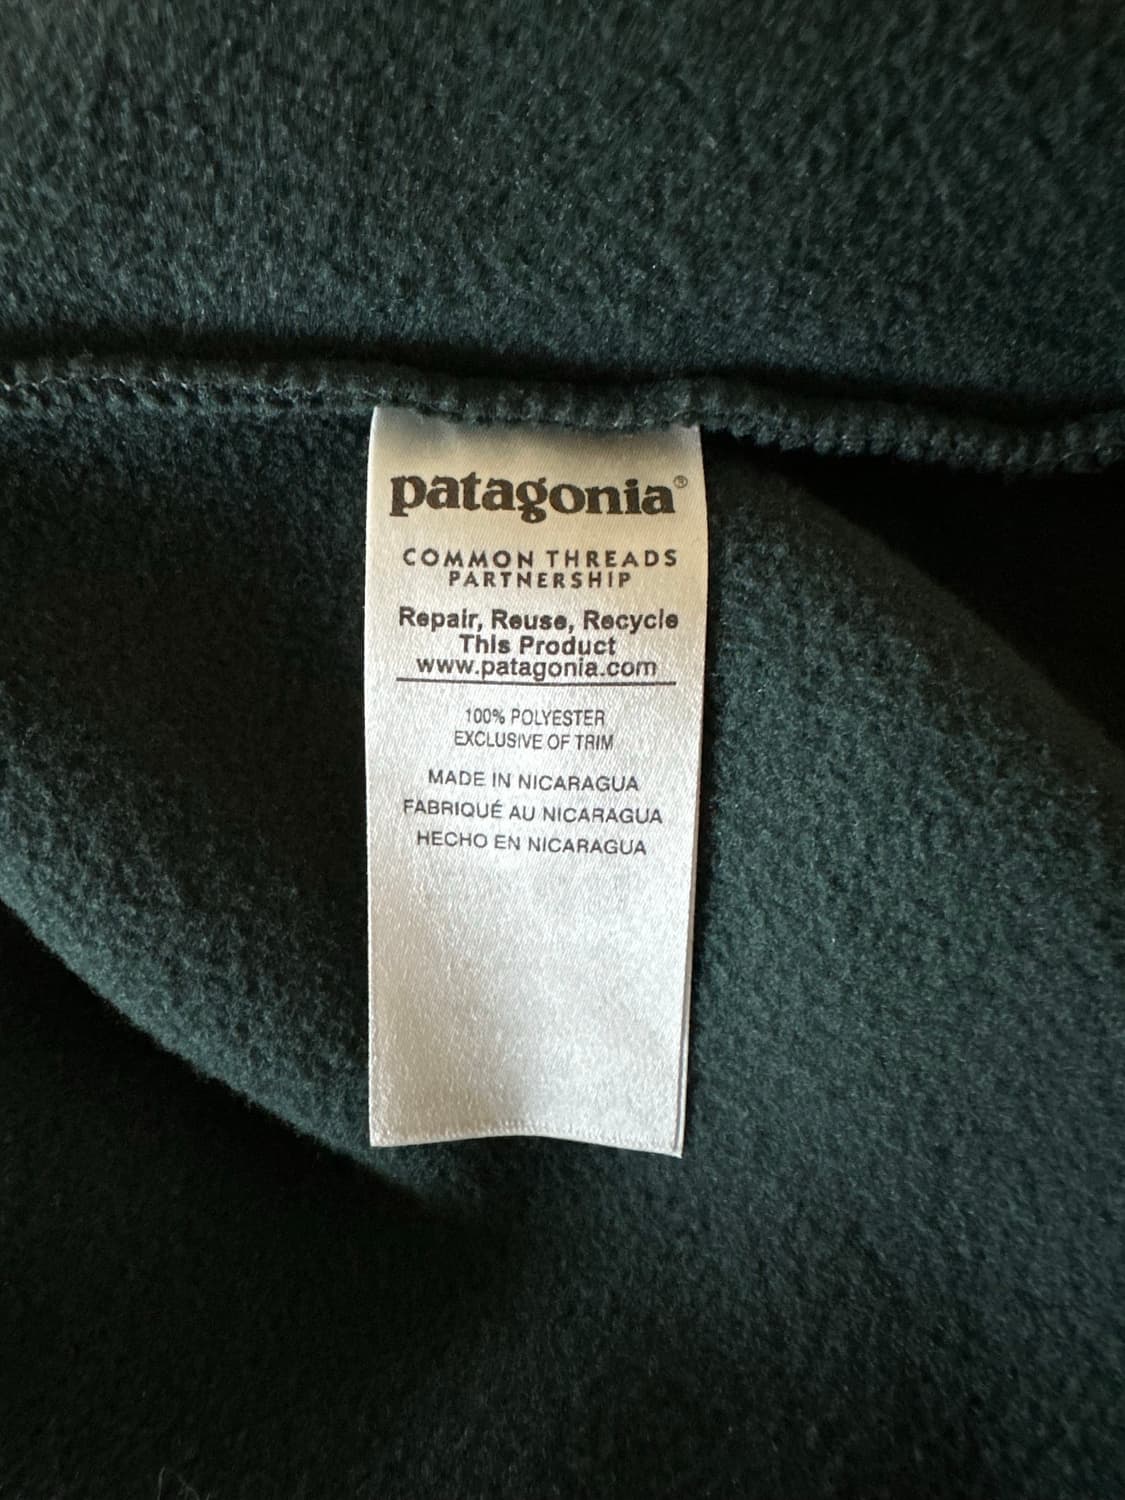 patagonia®
COMMON THREADS
PARTNERSHIP
Repair, Reuse, Recycle
This Product
www.patagonia.com
100% POLYESTER
EXCLUSIVE OF TRIM
MADE IN NICARAGUA
FABRIQUÉ AU NICARAGUA
HECHO EN NICARAGUA